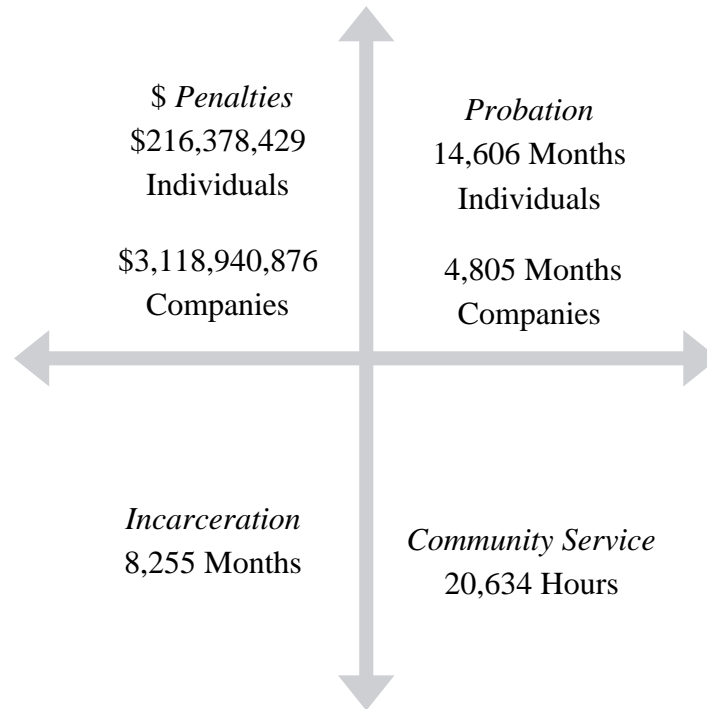 $ Penalties
$216,378,429
Individuals
$3,118,940,876
Companies
Probation
14,606 Months
Individuals
4,805 Months
Companies
Incarceration
8,255 Months
Community Service
20,634 Hours